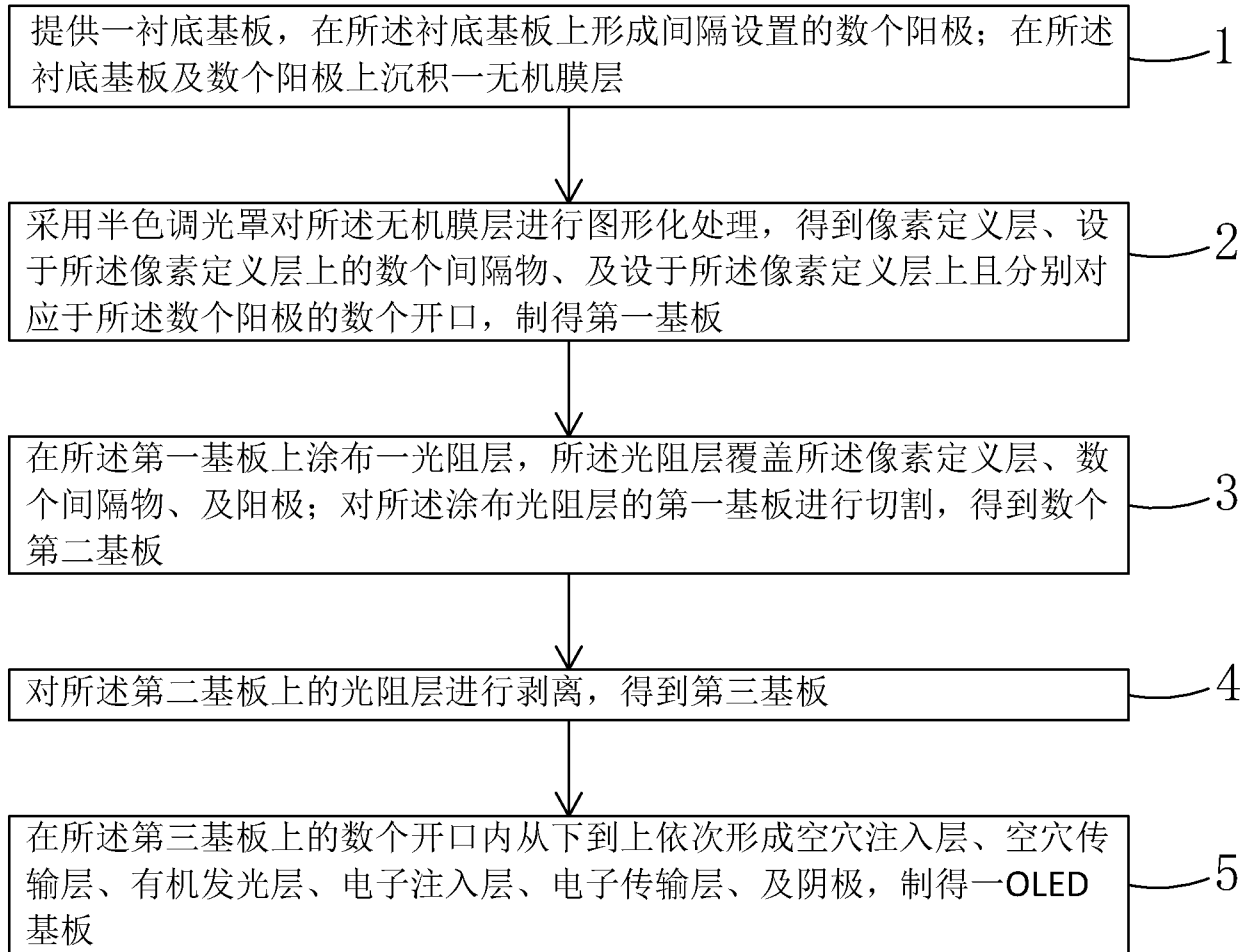 提供一衬底基板，在所述衬底基板上形成间隔设置的数个阳极；在所述
衬底基板及数个阳极上沉积一无机膜层
1
采用半色调光罩对所述无机膜层进行图形化处理，得到像素定义层、设
于所述像素定义层上的数个间隔物、及设于所述像素定义层上且分别对
应于所述数个阳极的数个开口，制得第一基板
2
在所述第一基板上涂布一光阻层，所述光阻层覆盖所述像素定义层、数
个间隔物、及阳极；对所述涂布光阻层的第一基板进行切割，得到数个
第二基板
3
对所述第二基板上的光阻层进行剥离，得到第三基板
4
在所述第三基板上的数个开口内从下到上依次形成空穴注入层、空穴传
输层、有机发光层、电子注入层、电子传输层、及阴极，制得一OLED
基板
5